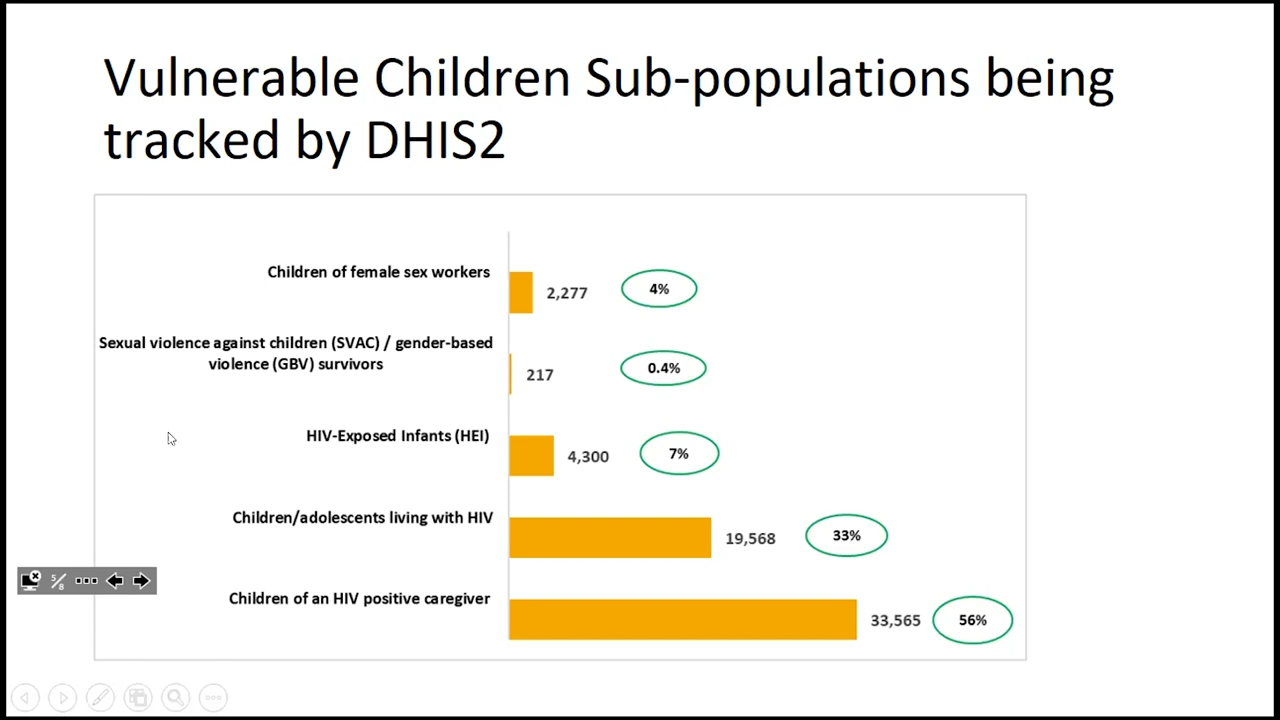 Vulnerable Children Sub-populations being
tracked by DHIS2
Children of female sex workers
2,277
4%
Sexual violence against children (SVAC) / gender-based
violence (GBV) survivors
217
0.4%
HIV-Exposed Infants (HEI)
4,300
7%
Children/adolescents living with HIV
19,568
33%
Children of an HIV positive caregiver
33,565
56%
5/8